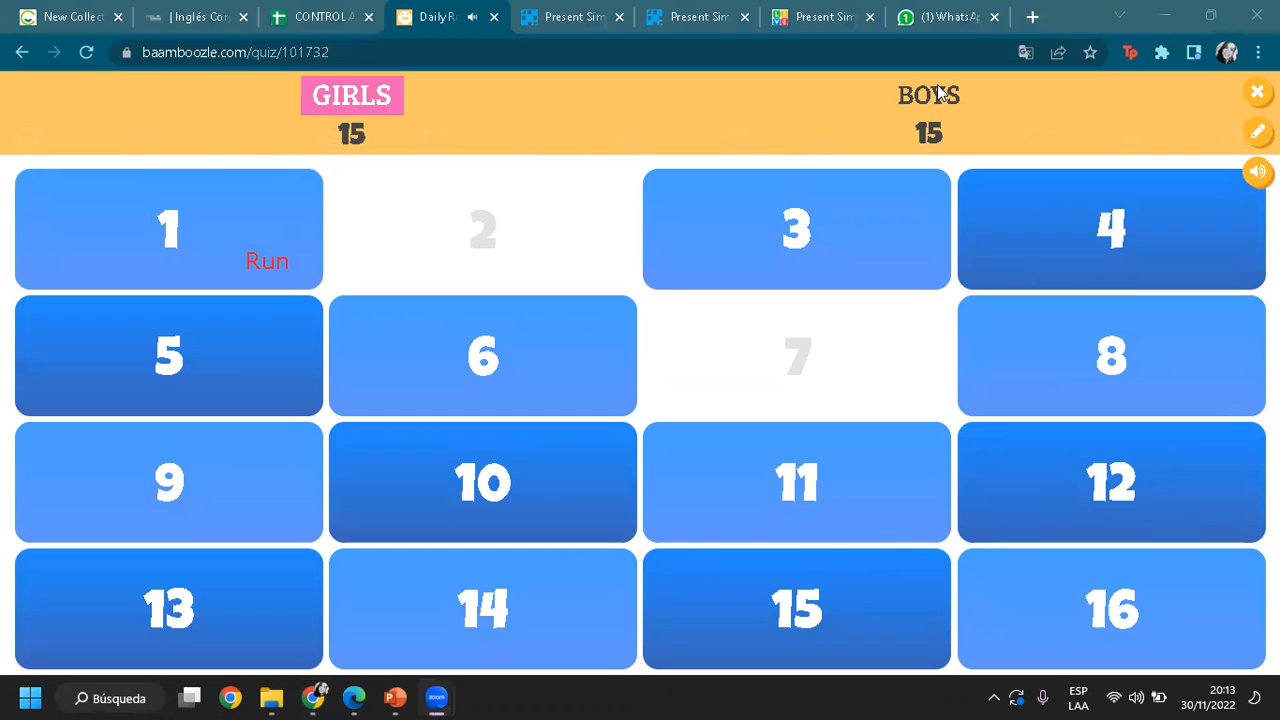 New Collect
| Inglés Cor
CONTROL A
Daily R
Present Sim
Present Sim
Present Sim
(1) WhatsA
baamboozle.com/quiz/101732
GIRLS
BOYS
15
15
1
2
3
4
Run
5
6
7
8
9
10
11
12
13
14
15
16
Búsqueda
zoom
ESP
LAA
20:13
30/11/2022